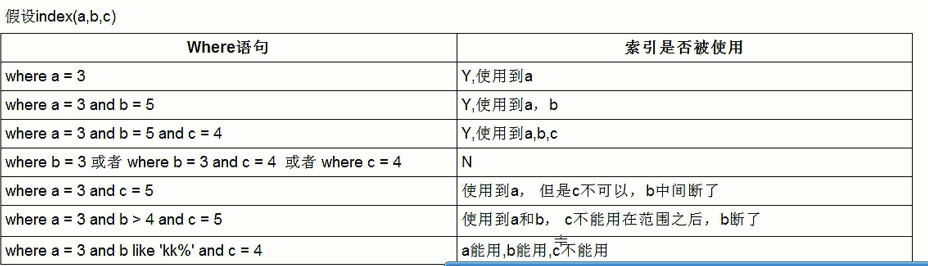 假设index(a,b,c)
Where语句 索引是否被使用
where a = 3 Y,使用到a
where a = 3 and b = 5 Y,使用到a，b
where a = 3 and b = 5 and c = 4 Y,使用到a,b,c
where b = 3 或者 where b = 3 and c = 4 或者 where c = 4 N
where a = 3 and c = 5 使用到a， 但是c不可以，b中间断了
where a = 3 and b > 4 and c = 5 使用到a和b， c不能用在范围之后，b断了
where a = 3 and b like 'kk%' and c = 4 a能用,b能用,c不能用